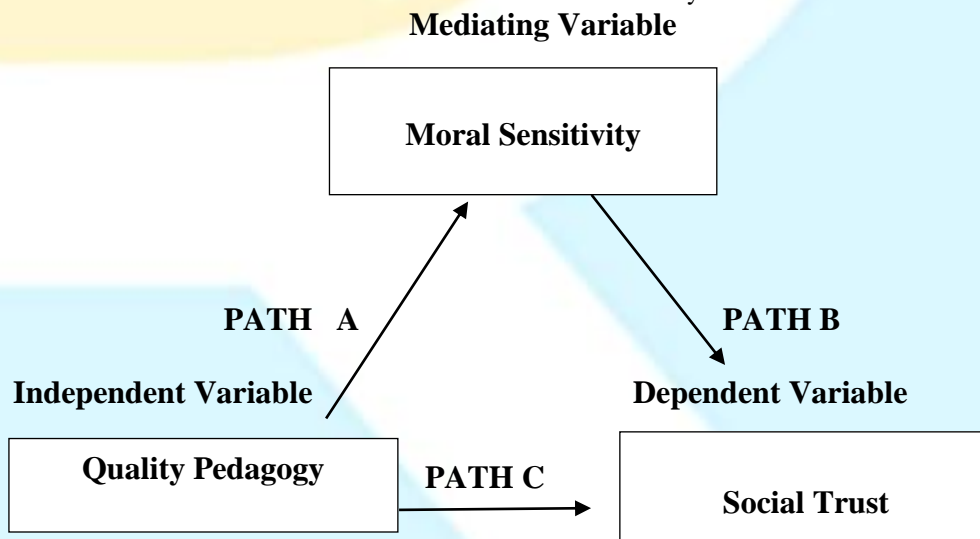 Mediating Variable
Moral Sensitivity
PATH A
PATH B
Independent Variable
Dependent Variable
Quality Pedagogy
PATH C
Social Trust